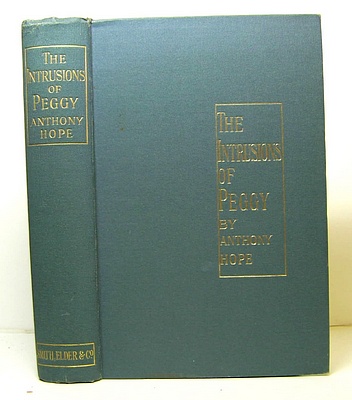 THE
INTRUSIONS
OF
PEGGY
ANTHONY
HOPE
SMITH, ELDER & CO
THE
INTRUSIONS
OF
PEGGY
BY
ANTHONY
HOPE